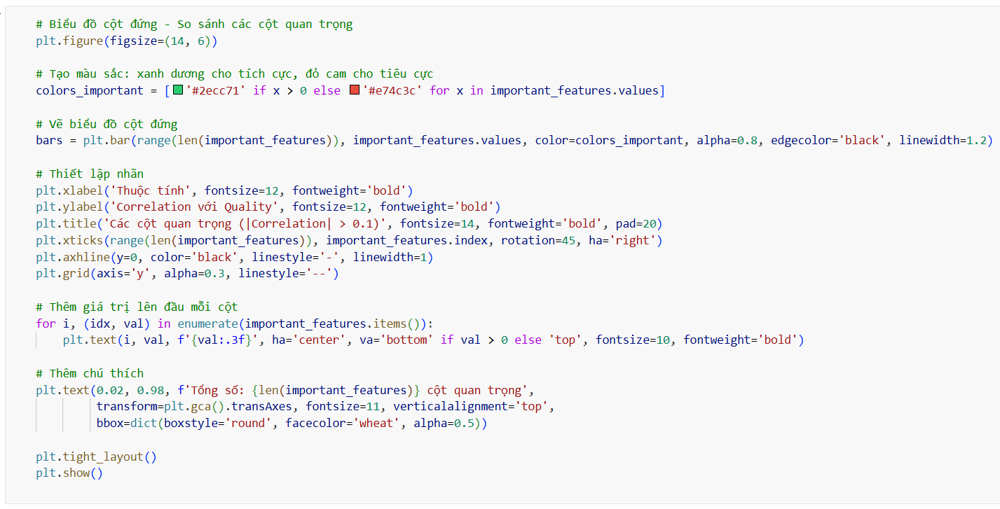 # Biểu đồ cột đứng - So sánh các cột quan trọng
plt.figure(figsize=(14, 6))
# Tạo màu sắc: xanh dương cho tích cực, đỏ cam cho tiêu cực
colors_important = ['#2ecc71' if x > 0 else '#e74c3c' for x in important_features.values]
# Vẽ biểu đồ cột đứng
bars = plt.bar(range(len(important_features)), important_features.values, color=colors_important, alpha=0.8, edgecolor='black', linewidth=1.2)
# Thiết lập nhãn
plt.xlabel('Thuộc tính', fontsize=12, fontweight='bold')
plt.ylabel('Correlation với Quality', fontsize=12, fontweight='bold')
plt.title('Các cột quan trọng (|Correlation| > 0.1)', fontsize=14, fontweight='bold', pad=20)
plt.xticks(range(len(important_features)), important_features.index, rotation=45, ha='right')
plt.axhline(y=0, color='black', linestyle='-', linewidth=1)
plt.grid(axis='y', alpha=0.3, linestyle='--')
# Thêm giá trị lên đầu mỗi cột
for i, (idx, val) in enumerate(important_features.items()):
    plt.text(i, val, f'{val:.3f}', ha='center', va='bottom' if val > 0 else 'top', fontsize=10, fontweight='bold')
# Thêm chú thích
plt.text(0.02, 0.98, f'Tổng số: {len(important_features)} cột quan trọng',
         transform=plt.gca().transAxes, fontsize=11, verticalalignment='top',
         bbox=dict(boxstyle='round', facecolor='wheat', alpha=0.5))
plt.tight_layout()
plt.show()